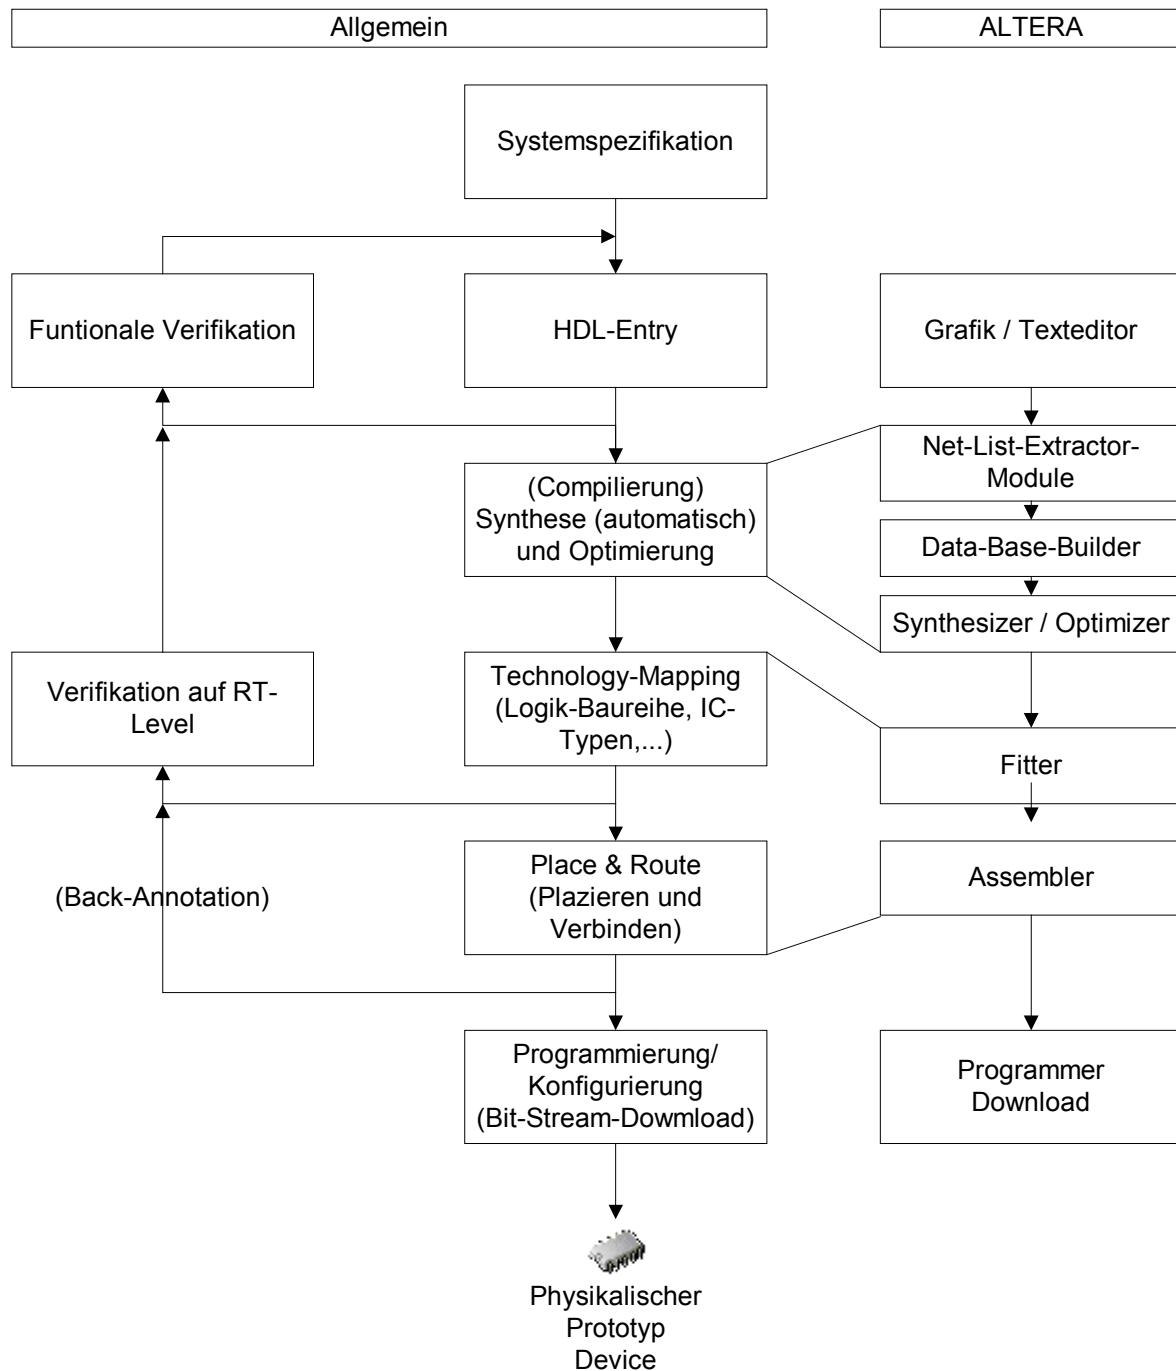 Allgemein
ALTERA
Systemspezifikation
Funtionale Verifikation
HDL-Entry
Grafik / Texteditor
Net-List-Extractor-
Module
(Compilierung)
Synthese (automatisch)
und Optimierung
Data-Base-Builder
Synthesizer / Optimizer
Verifikation auf RT-
Level
Technology-Mapping
(Logik-Baureihe, IC-
Typen,...)
Fitter
(Back-Annotation)
Place & Route
(Plazieren und
Verbinden)
Assembler
Programmierung/
Konfigurierung
(Bit-Stream-Dowmload)
Programmer
Download
Physikalischer
Prototyp
Device